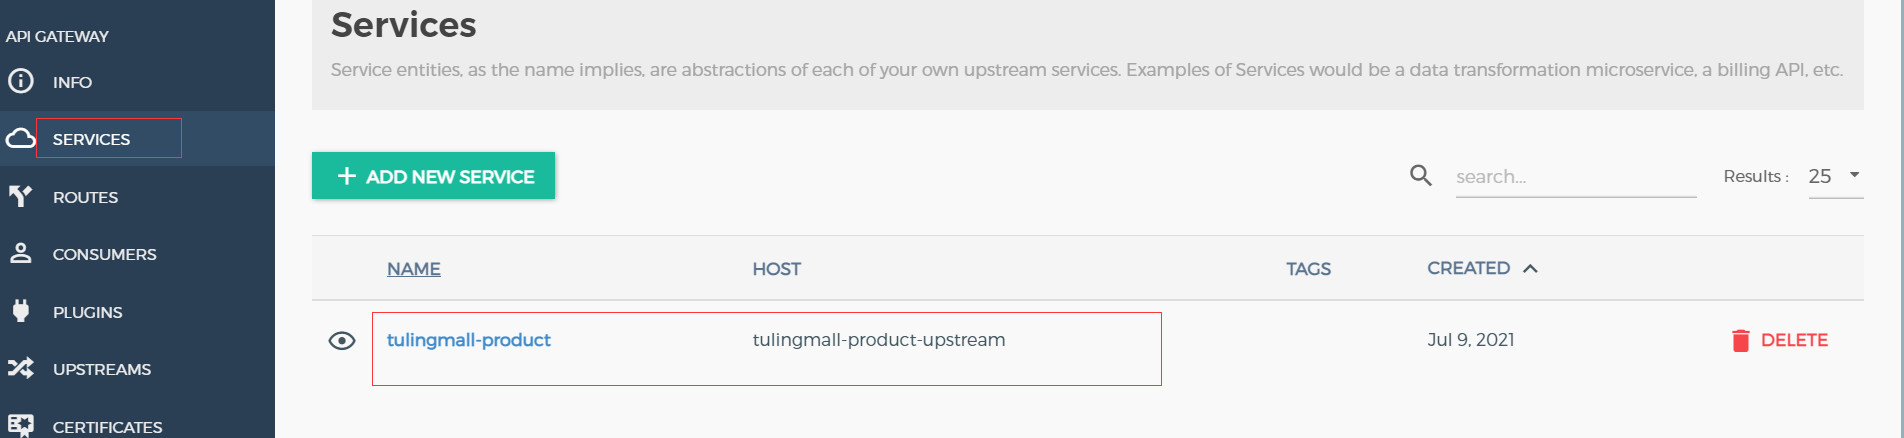 API GATEWAY
INFO
SERVICES
ROUTES
CONSUMERS
PLUGINS
UPSTREAMS
CERTIFICATES
Services
Service entities, as the name implies, are abstractions of each of your own upstream services. Examples of Services would be a data transformation microservice, a billing API, etc.
+ ADD NEW SERVICE
search...
Results : 25
NAME HOST TAGS CREATED
tulingmall-product tulingmall-product-upstream Jul 9, 2021 DELETE